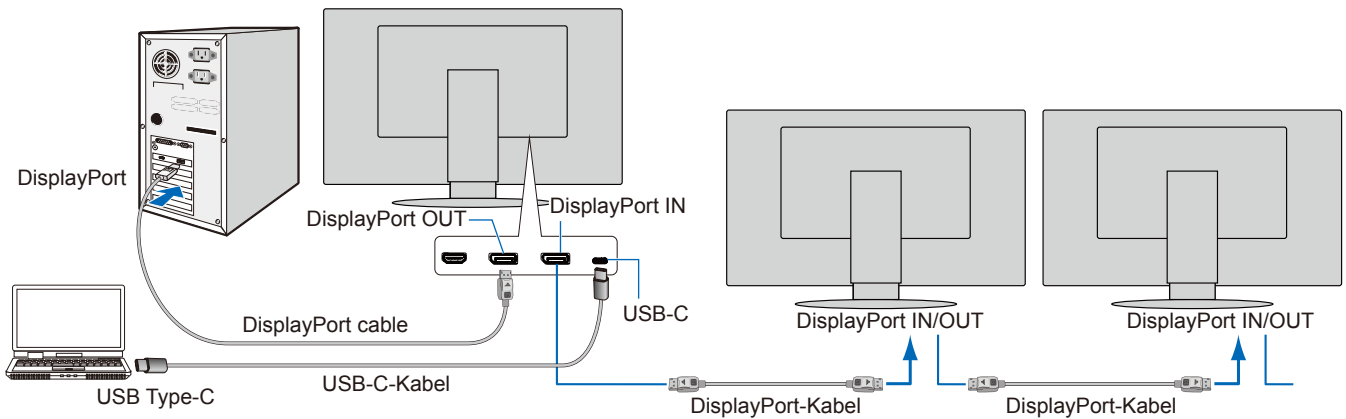 DisplayPort
DisplayPort OUT
DisplayPort IN
USB-C
DisplayPort cable
USB-C-Kabel
USB Type-C
DisplayPort IN/OUT
DisplayPort IN/OUT
DisplayPort-Kabel
DisplayPort-Kabel